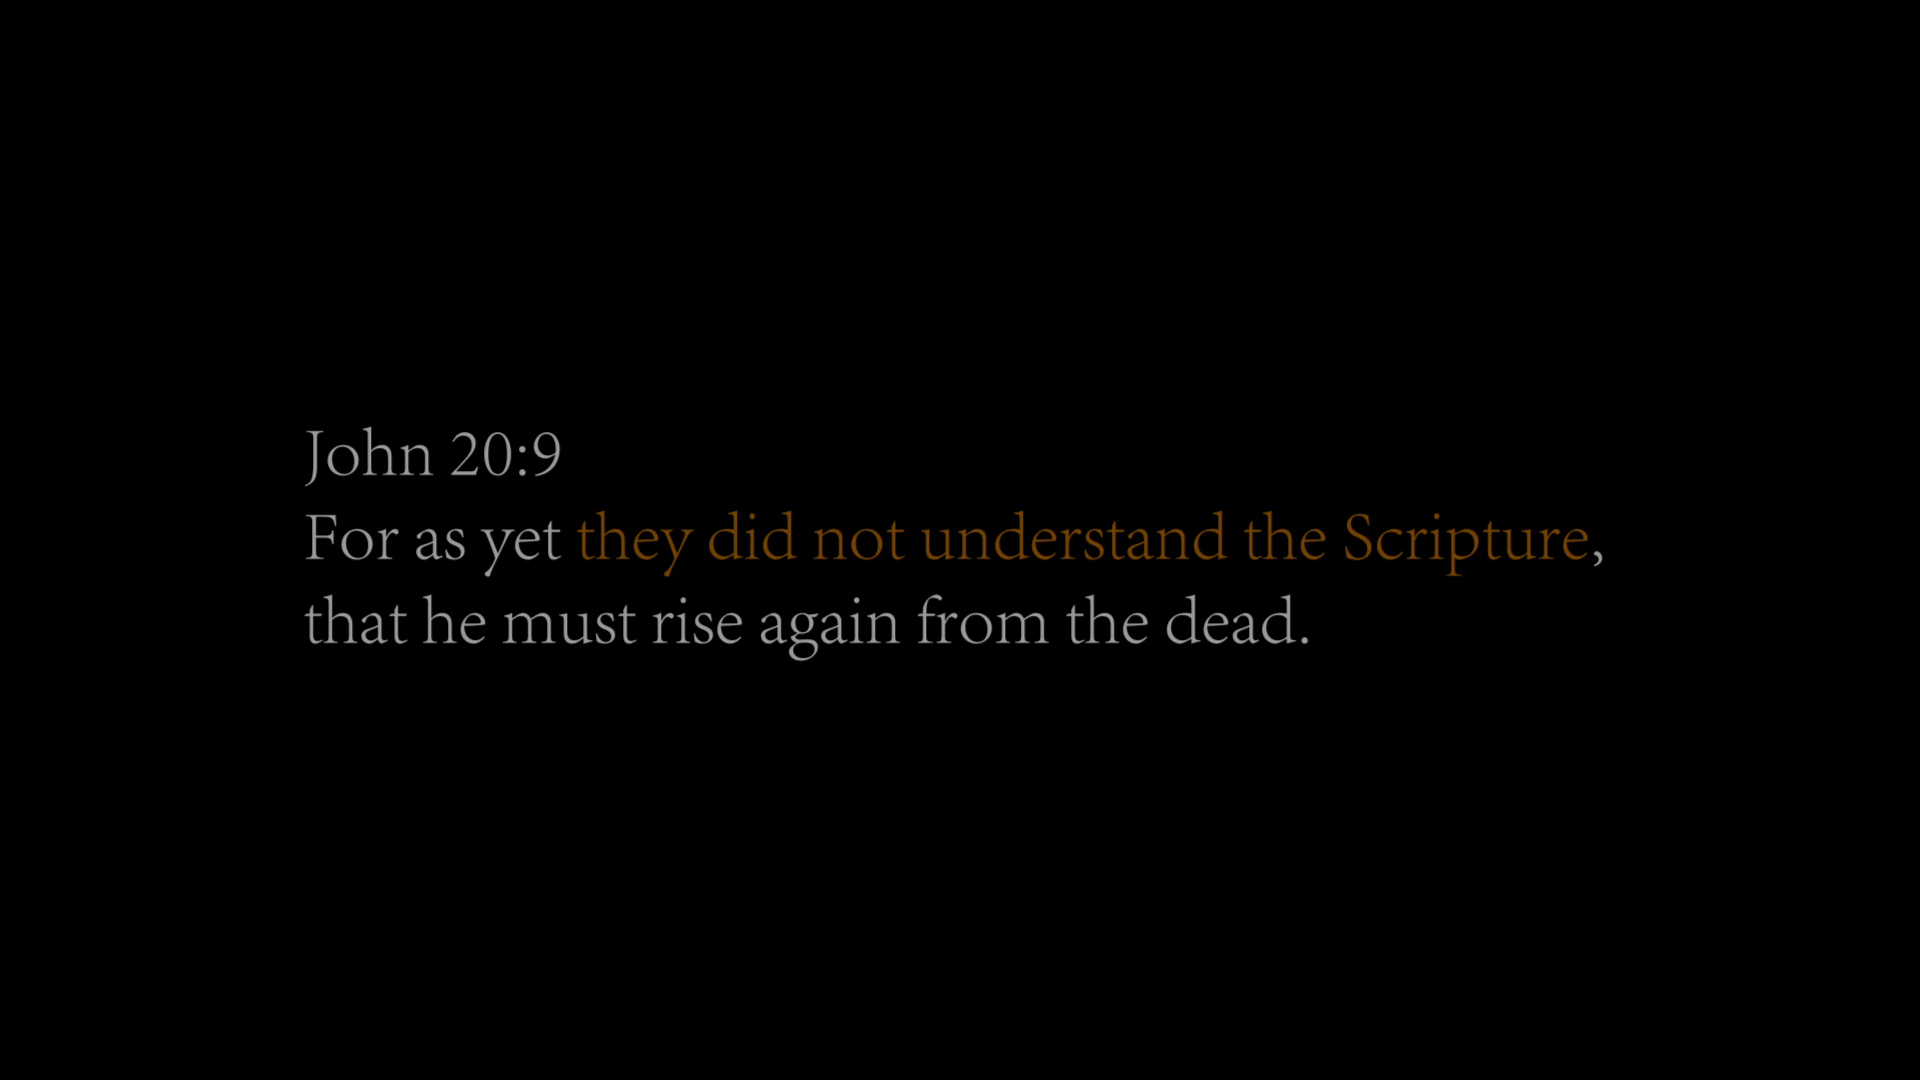 John 20:9
For as yet they did not understand the Scripture,
that he must rise again from the dead.